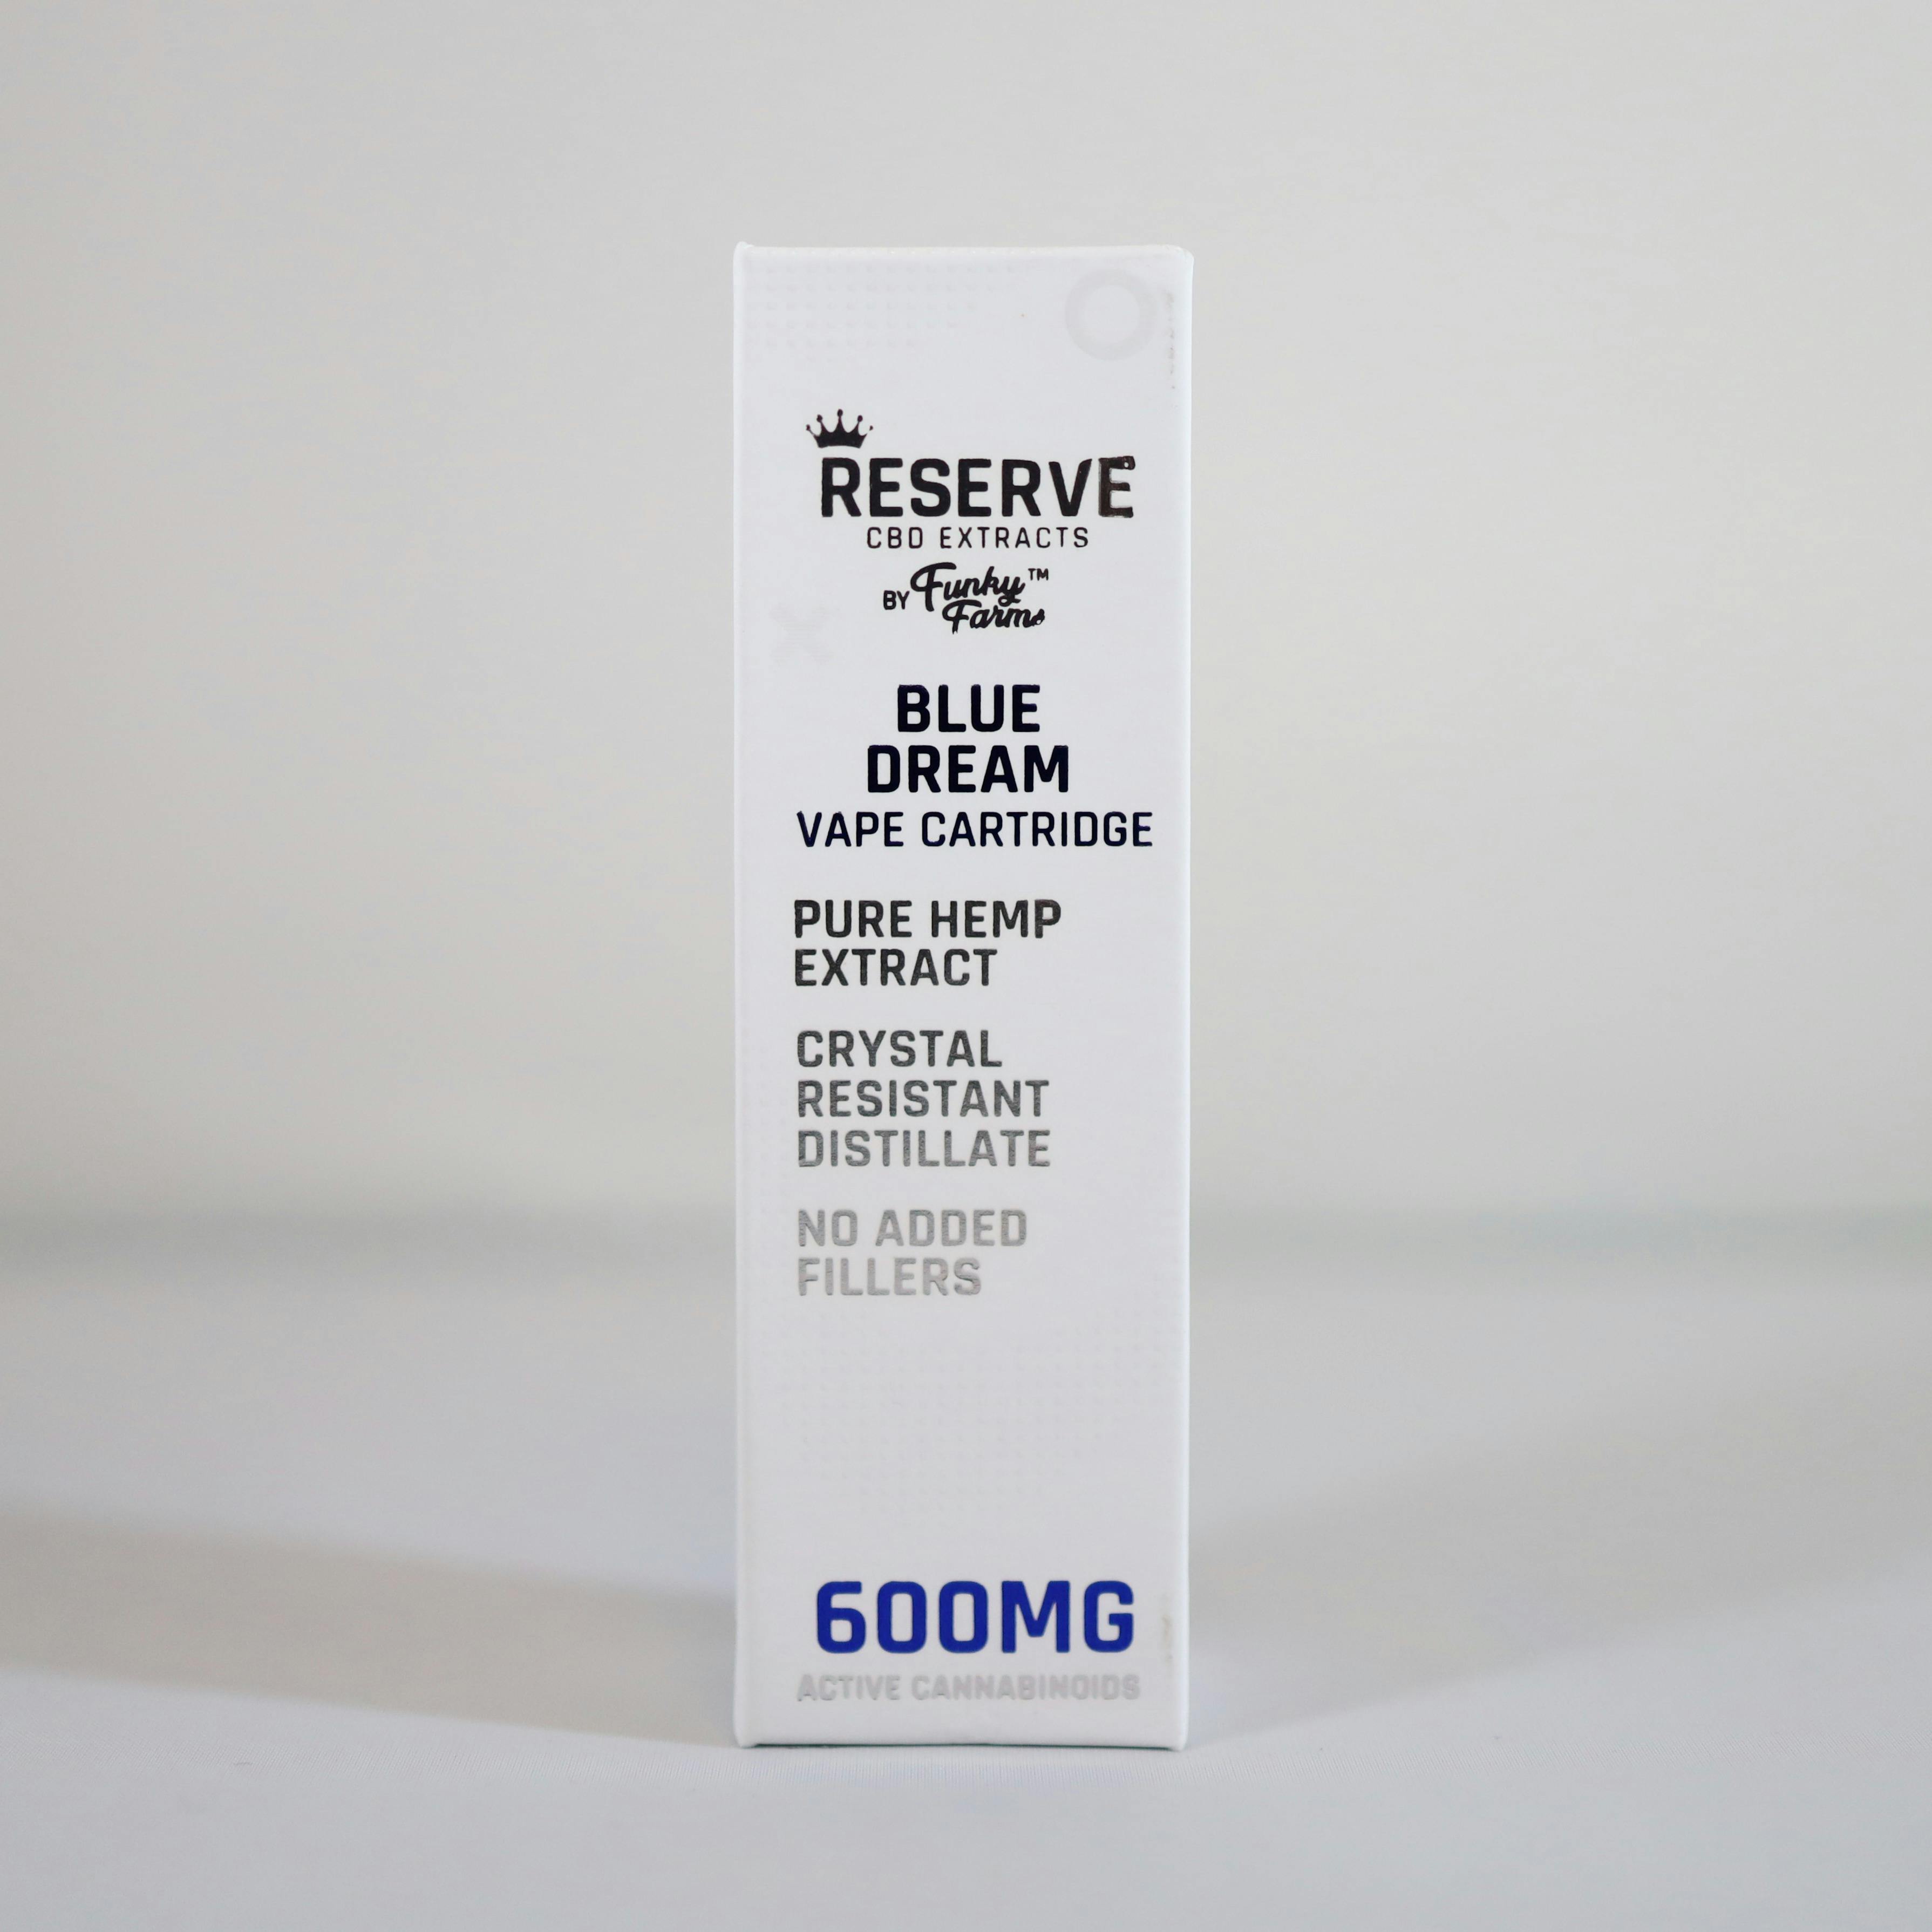 RESERVE
CBD EXTRACTS
BY Funky™
Farms
BLUE
DREAM
VAPE CARTRIDGE
PURE HEMP
EXTRACT
CRYSTAL
RESISTANT
DISTILLATE
NO ADDED
FILLERS
600MG
ACTIVE CANNABINOIDS